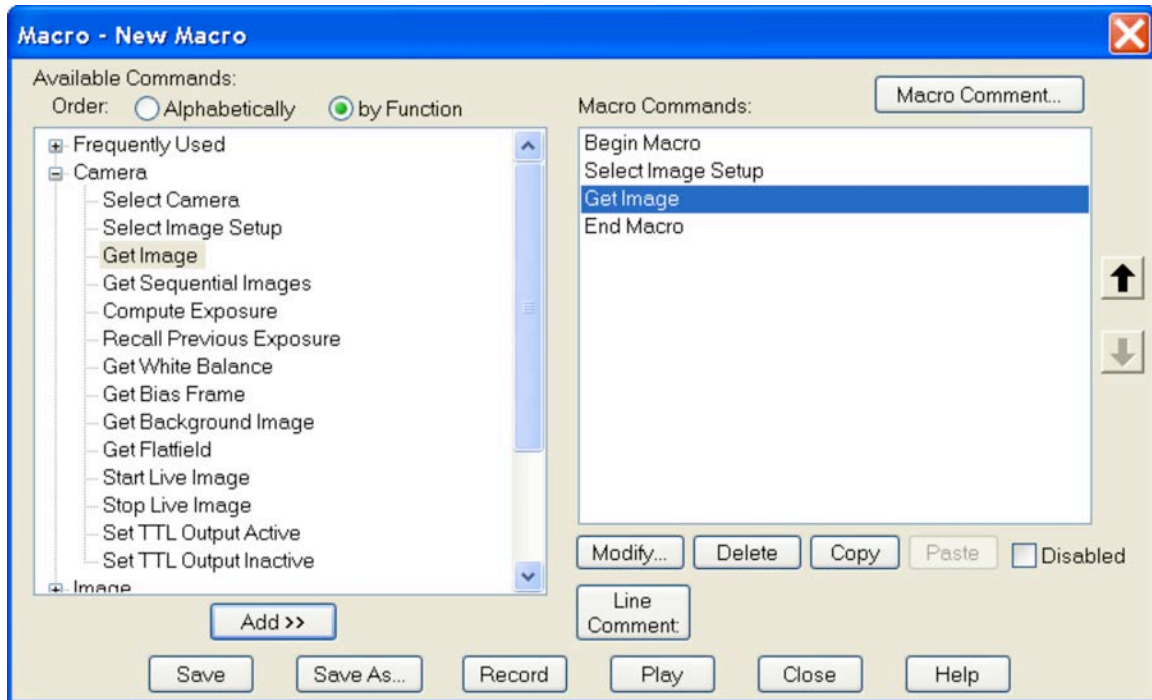 Macro - New Macro
Available Commands:
Order: Alphabetically by Function
Frequently Used
Camera
Select Camera
Select Image Setup
Get Image
Get Sequential Images
Compute Exposure
Recall Previous Exposure
Get White Balance
Get Bias Frame
Get Background Image
Get Flatfield
Start Live Image
Stop Live Image
Set TTL Output Active
Set TTL Output Inactive
Image
Add >>
Macro Comment...
Macro Commands:
Begin Macro
Select Image Setup
Get Image
End Macro
Modify... Delete Copy Paste Disabled
Line
Comment:
Save Save As... Record Play Close Help